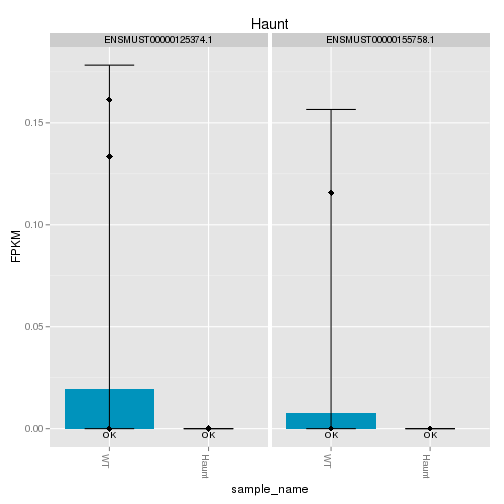 Haunt
ENSMUST00000125374.1
ENSMUST00000155758.1
FPKM
0.15
0.10
0.05
0.00
OK
OK
OK
OK
WT
Haunt
WT
Haunt
sample_name